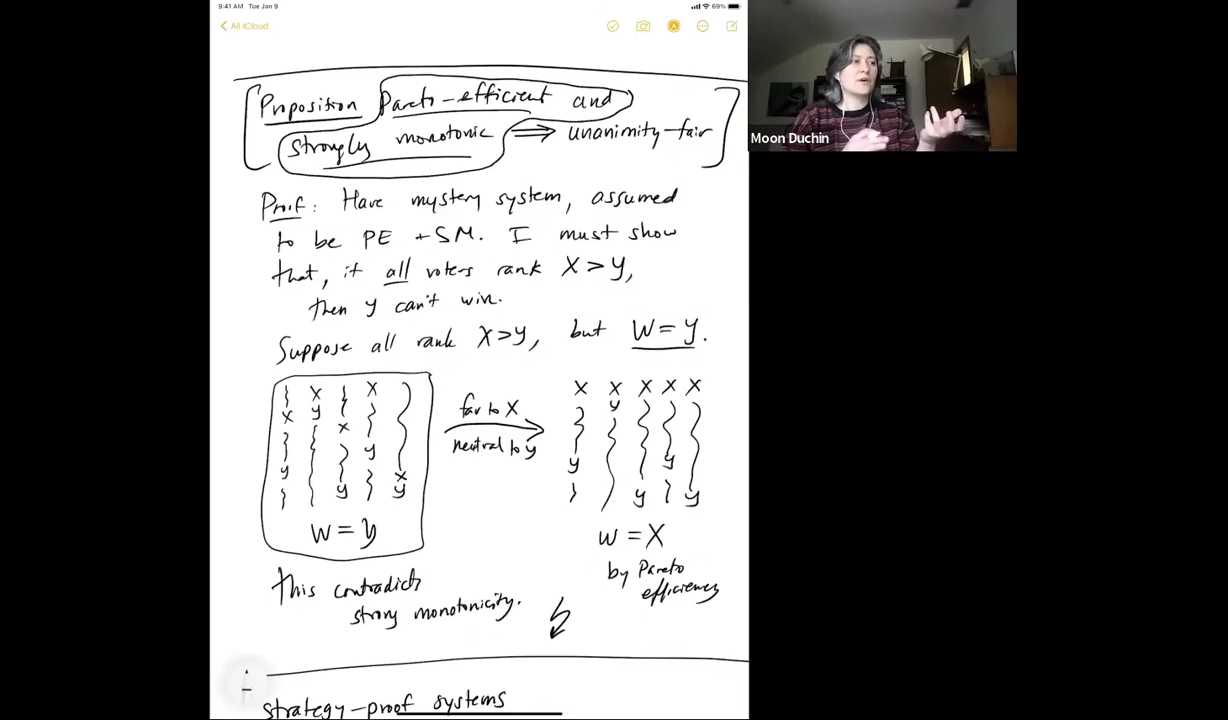 9:41 AM Tue Jan 9
69%
All iCloud
Moon Duchin
Proposition Pareto-efficient and
strongly monotonic ⟹ unanimity-fair
Proof: Have mystery system, assumed
to be PE + SM. I must show
that, if all voters rank X > Y,
then Y can't win.
Suppose all rank X > Y, but W = Y.
X X
X Y
X
Y
Y X
Y Y
W = Y
fav to X
neutral to Y
X X X X X
Y
Y Y
Y Y
W = X
by Pareto
efficiency
This contradicts
strong monotonicity.
strategy-proof systems